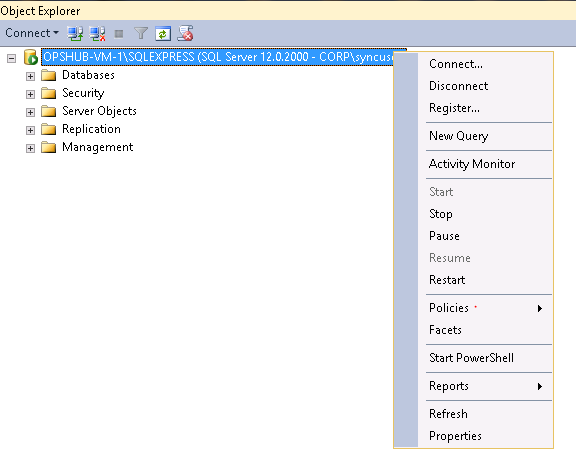 Object Explorer
Connect
OPSHUB-VM-1\SQLEXPRESS (SQL Server 12.0.2000 - CORP\syncuse
Databases
Security
Server Objects
Replication
Management
Connect...
Disconnect
Register...
New Query
Activity Monitor
Start
Stop
Pause
Resume
Restart
Policies
Facets
Start PowerShell
Reports
Refresh
Properties